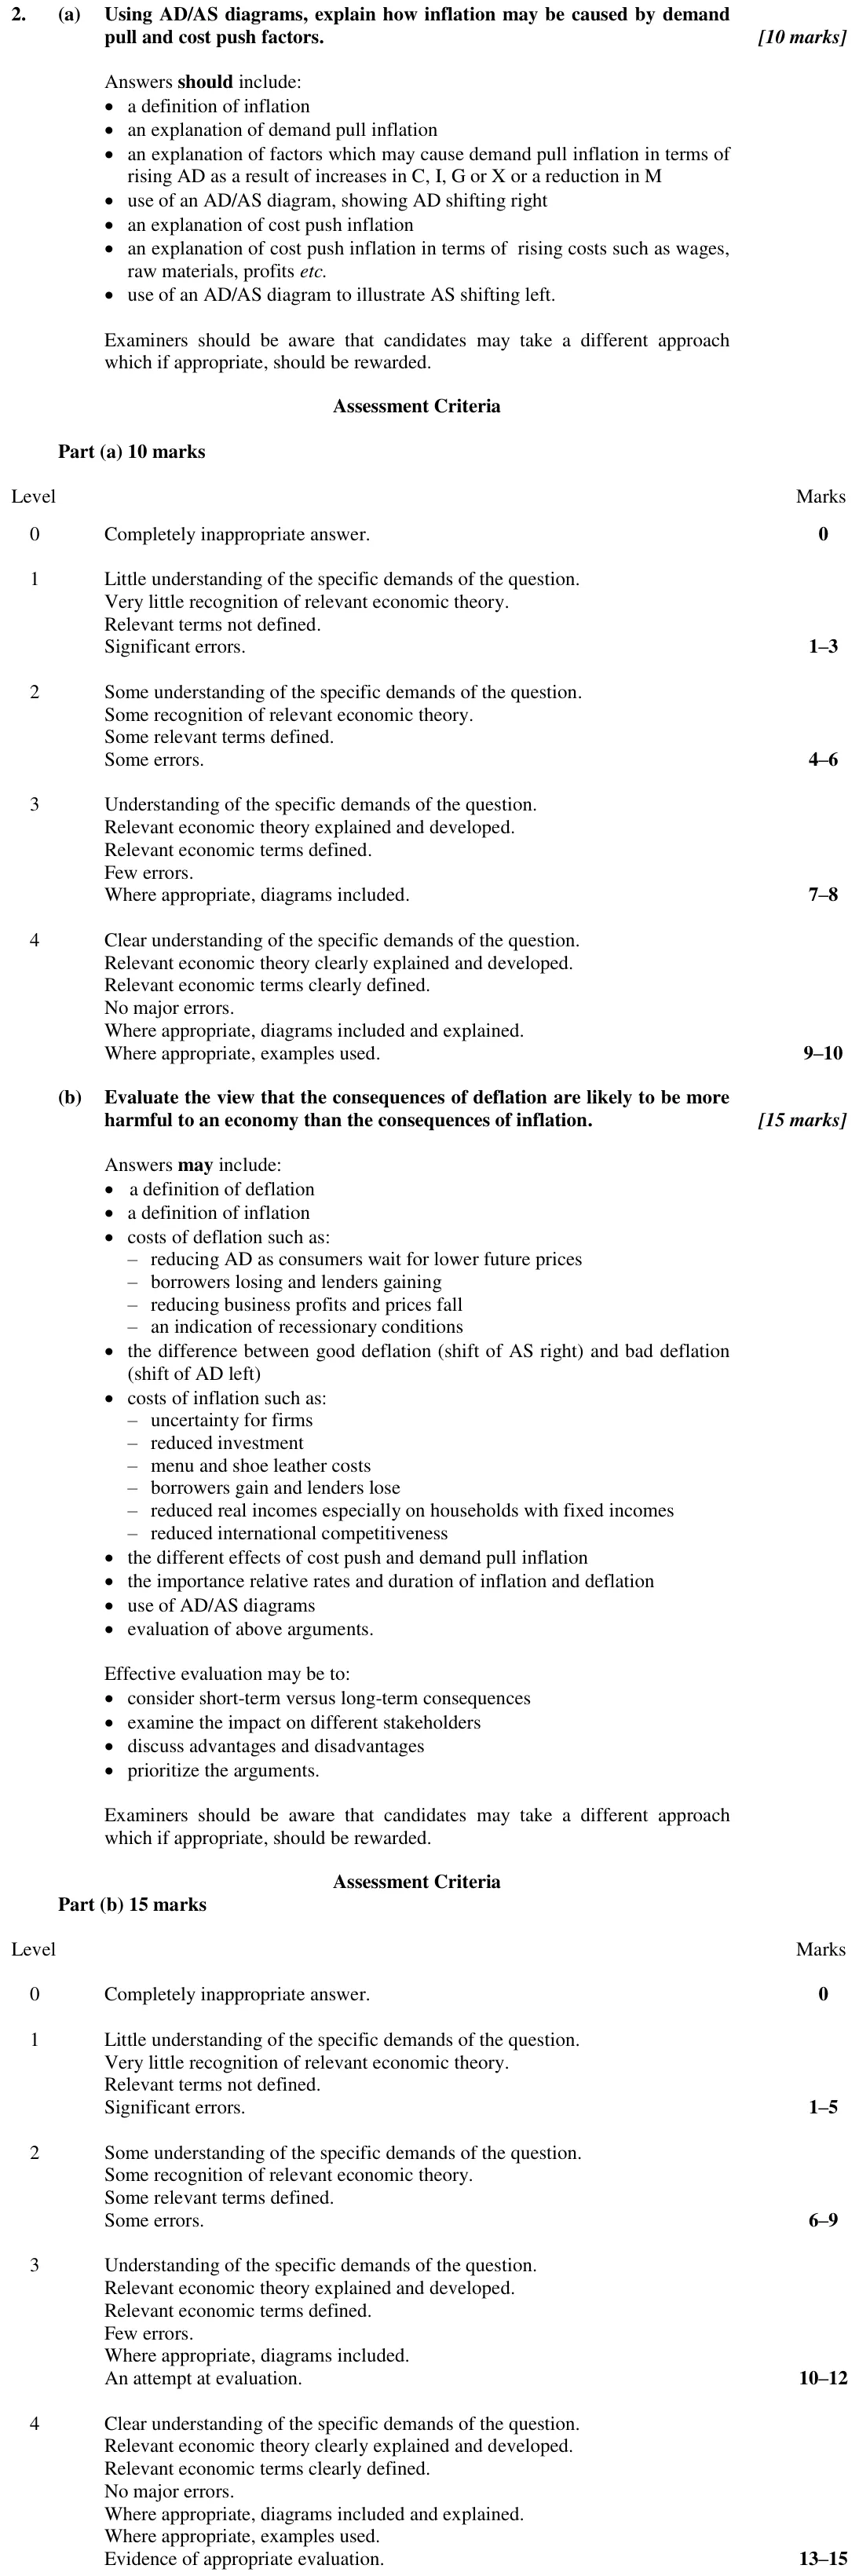 2. (a) Using AD/AS diagrams, explain how inflation may be caused by demand
pull and cost push factors. [10 marks]
Answers should include:
• a definition of inflation
• an explanation of demand pull inflation
• an explanation of factors which may cause demand pull inflation in terms of
rising AD as a result of increases in C, I, G or X or a reduction in M
• use of an AD/AS diagram, showing AD shifting right
• an explanation of cost push inflation
• an explanation of cost push inflation in terms of rising costs such as wages,
raw materials, profits etc.
• use of an AD/AS diagram to illustrate AS shifting left.
Examiners should be aware that candidates may take a different approach
which if appropriate, should be rewarded.
Assessment Criteria
Part (a) 10 marks
Level Marks
0 Completely inappropriate answer. 0
1 Little understanding of the specific demands of the question.
Very little recognition of relevant economic theory.
Relevant terms not defined.
Significant errors. 1–3
2 Some understanding of the specific demands of the question.
Some recognition of relevant economic theory.
Some relevant terms defined.
Some errors. 4–6
3 Understanding of the specific demands of the question.
Relevant economic theory explained and developed.
Relevant economic terms defined.
Few errors.
Where appropriate, diagrams included. 7–8
4 Clear understanding of the specific demands of the question.
Relevant economic theory clearly explained and developed.
Relevant economic terms clearly defined.
No major errors.
Where appropriate, diagrams included and explained.
Where appropriate, examples used. 9–10
(b) Evaluate the view that the consequences of deflation are likely to be more
harmful to an economy than the consequences of inflation. [15 marks]
Answers may include:
• a definition of deflation
• a definition of inflation
• costs of deflation such as:
– reducing AD as consumers wait for lower future prices
– borrowers losing and lenders gaining
– reducing business profits and prices fall
– an indication of recessionary conditions
• the difference between good deflation (shift of AS right) and bad deflation
(shift of AD left)
• costs of inflation such as:
– uncertainty for firms
– reduced investment
– menu and shoe leather costs
– borrowers gain and lenders lose
– reduced real incomes especially on households with fixed incomes
– reduced international competitiveness
• the different effects of cost push and demand pull inflation
• the importance relative rates and duration of inflation and deflation
• use of AD/AS diagrams
• evaluation of above arguments.
Effective evaluation may be to:
• consider short-term versus long-term consequences
• examine the impact on different stakeholders
• discuss advantages and disadvantages
• prioritize the arguments.
Examiners should be aware that candidates may take a different approach
which if appropriate, should be rewarded.
Assessment Criteria
Part (b) 15 marks
Level Marks
0 Completely inappropriate answer. 0
1 Little understanding of the specific demands of the question.
Very little recognition of relevant economic theory.
Relevant terms not defined.
Significant errors. 1–5
2 Some understanding of the specific demands of the question.
Some recognition of relevant economic theory.
Some relevant terms defined.
Some errors. 6–9
3 Understanding of the specific demands of the question.
Relevant economic theory explained and developed.
Relevant economic terms defined.
Few errors.
Where appropriate, diagrams included.
An attempt at evaluation. 10–12
4 Clear understanding of the specific demands of the question.
Relevant economic theory clearly explained and developed.
Relevant economic terms clearly defined.
No major errors.
Where appropriate, diagrams included and explained.
Where appropriate, examples used.
Evidence of appropriate evaluation. 13–15